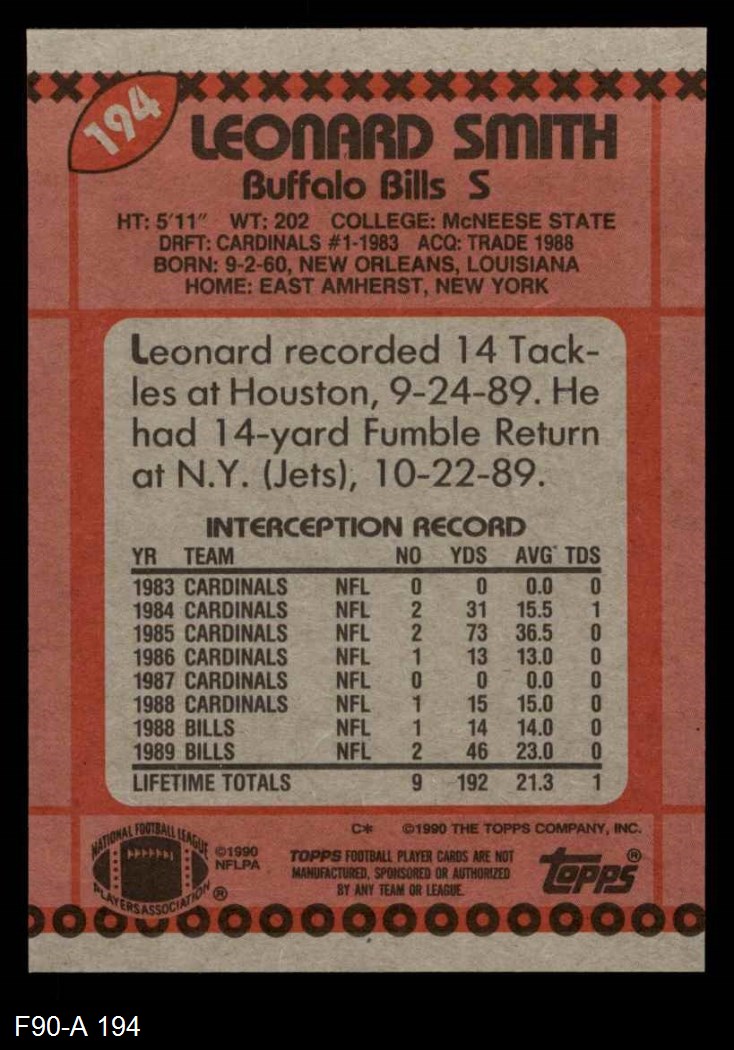 194
LEONARD SMITH
Buffalo Bills S
HT: 5'11" WT: 202 COLLEGE: McNEESE STATE
DRFT: CARDINALS #1-1983 ACQ: TRADE 1988
BORN: 9-2-60, NEW ORLEANS, LOUISIANA
HOME: EAST AMHERST, NEW YORK
Leonard recorded 14 Tack-
les at Houston, 9-24-89. He
had 14-yard Fumble Return
at N.Y. (Jets), 10-22-89.
INTERCEPTION RECORD
YR TEAM NO YDS AVG TDS
1983 CARDINALS NFL 0 0 0.0 0
1984 CARDINALS NFL 2 31 15.5 1
1985 CARDINALS NFL 2 73 36.5 0
1986 CARDINALS NFL 1 13 13.0 0
1987 CARDINALS NFL 0 0 0.0 0
1988 CARDINALS NFL 1 15 15.0 0
1988 BILLS NFL 1 14 14.0 0
1989 BILLS NFL 2 46 23.0 0
LIFETIME TOTALS 9 192 21.3 1
C* ©1990 THE TOPPS COMPANY, INC.
NATIONAL FOOTBALL LEAGUE
PLAYERS ASSOCIATION ®
©1990
NFLPA
TOPPS FOOTBALL PLAYER CARDS ARE NOT
MANUFACTURED, SPONSORED OR AUTHORIZED
BY ANY TEAM OR LEAGUE.
Topps®
F90-A 194